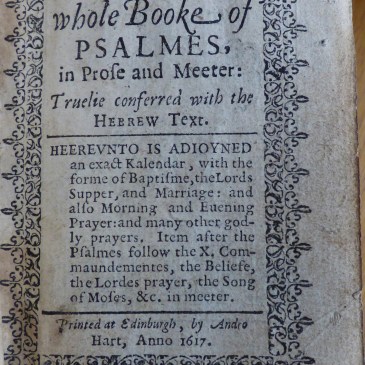 whole Booke of
PSALMES,
in Prose and Meeter:
Truelie conferred with the
HEBREW TEXT.
HEEREVNTO IS ADIOYNED
an exact Kalendar, with the
forme of Baptiſme, the Lords
Supper, and Marriage: and
alſo Morning and Euening
Prayer: and many other god-
ly prayers. Item after the
Pſalmes follow the X. Com-
maundementes, the Beliefe,
the Lordes prayer, the Song
of Moſes, &c. in meeter.
Printed at Edinburgh, by Andro
Hart, Anno 1617.